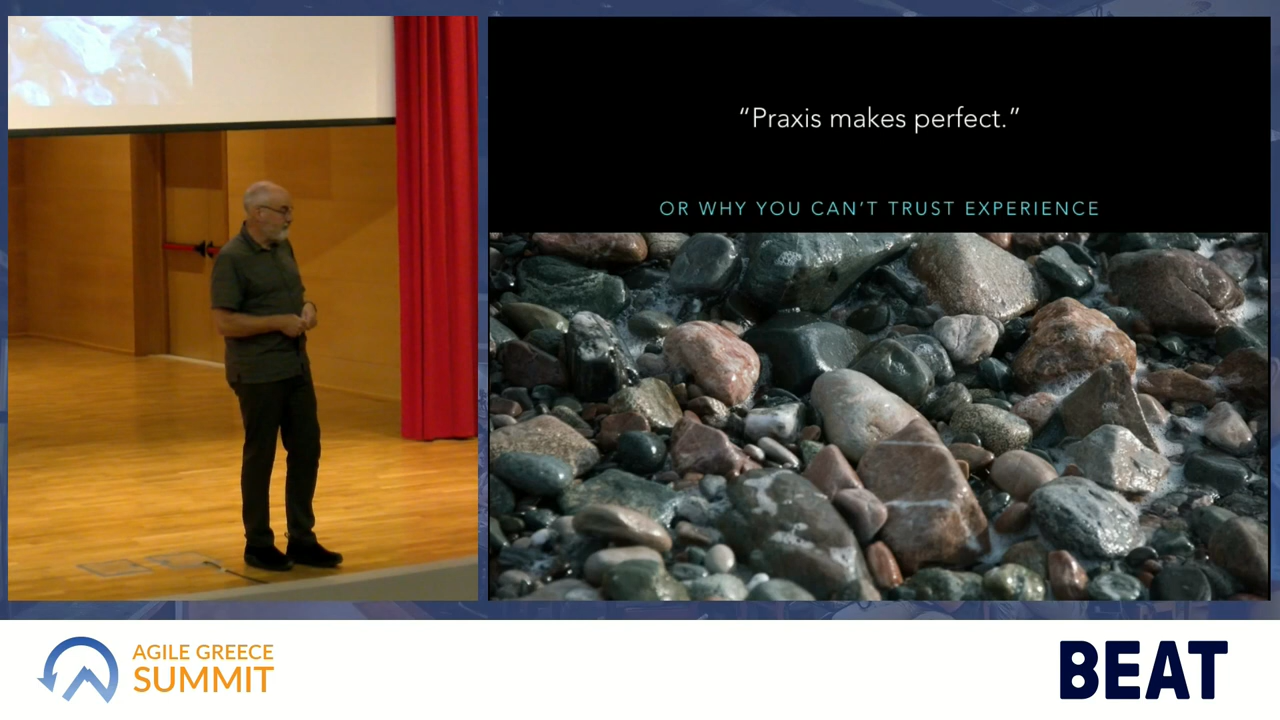 “Praxis makes perfect.”
OR WHY YOU CAN’T TRUST EXPERIENCE
AGILE GREECE
SUMMIT
BEAT